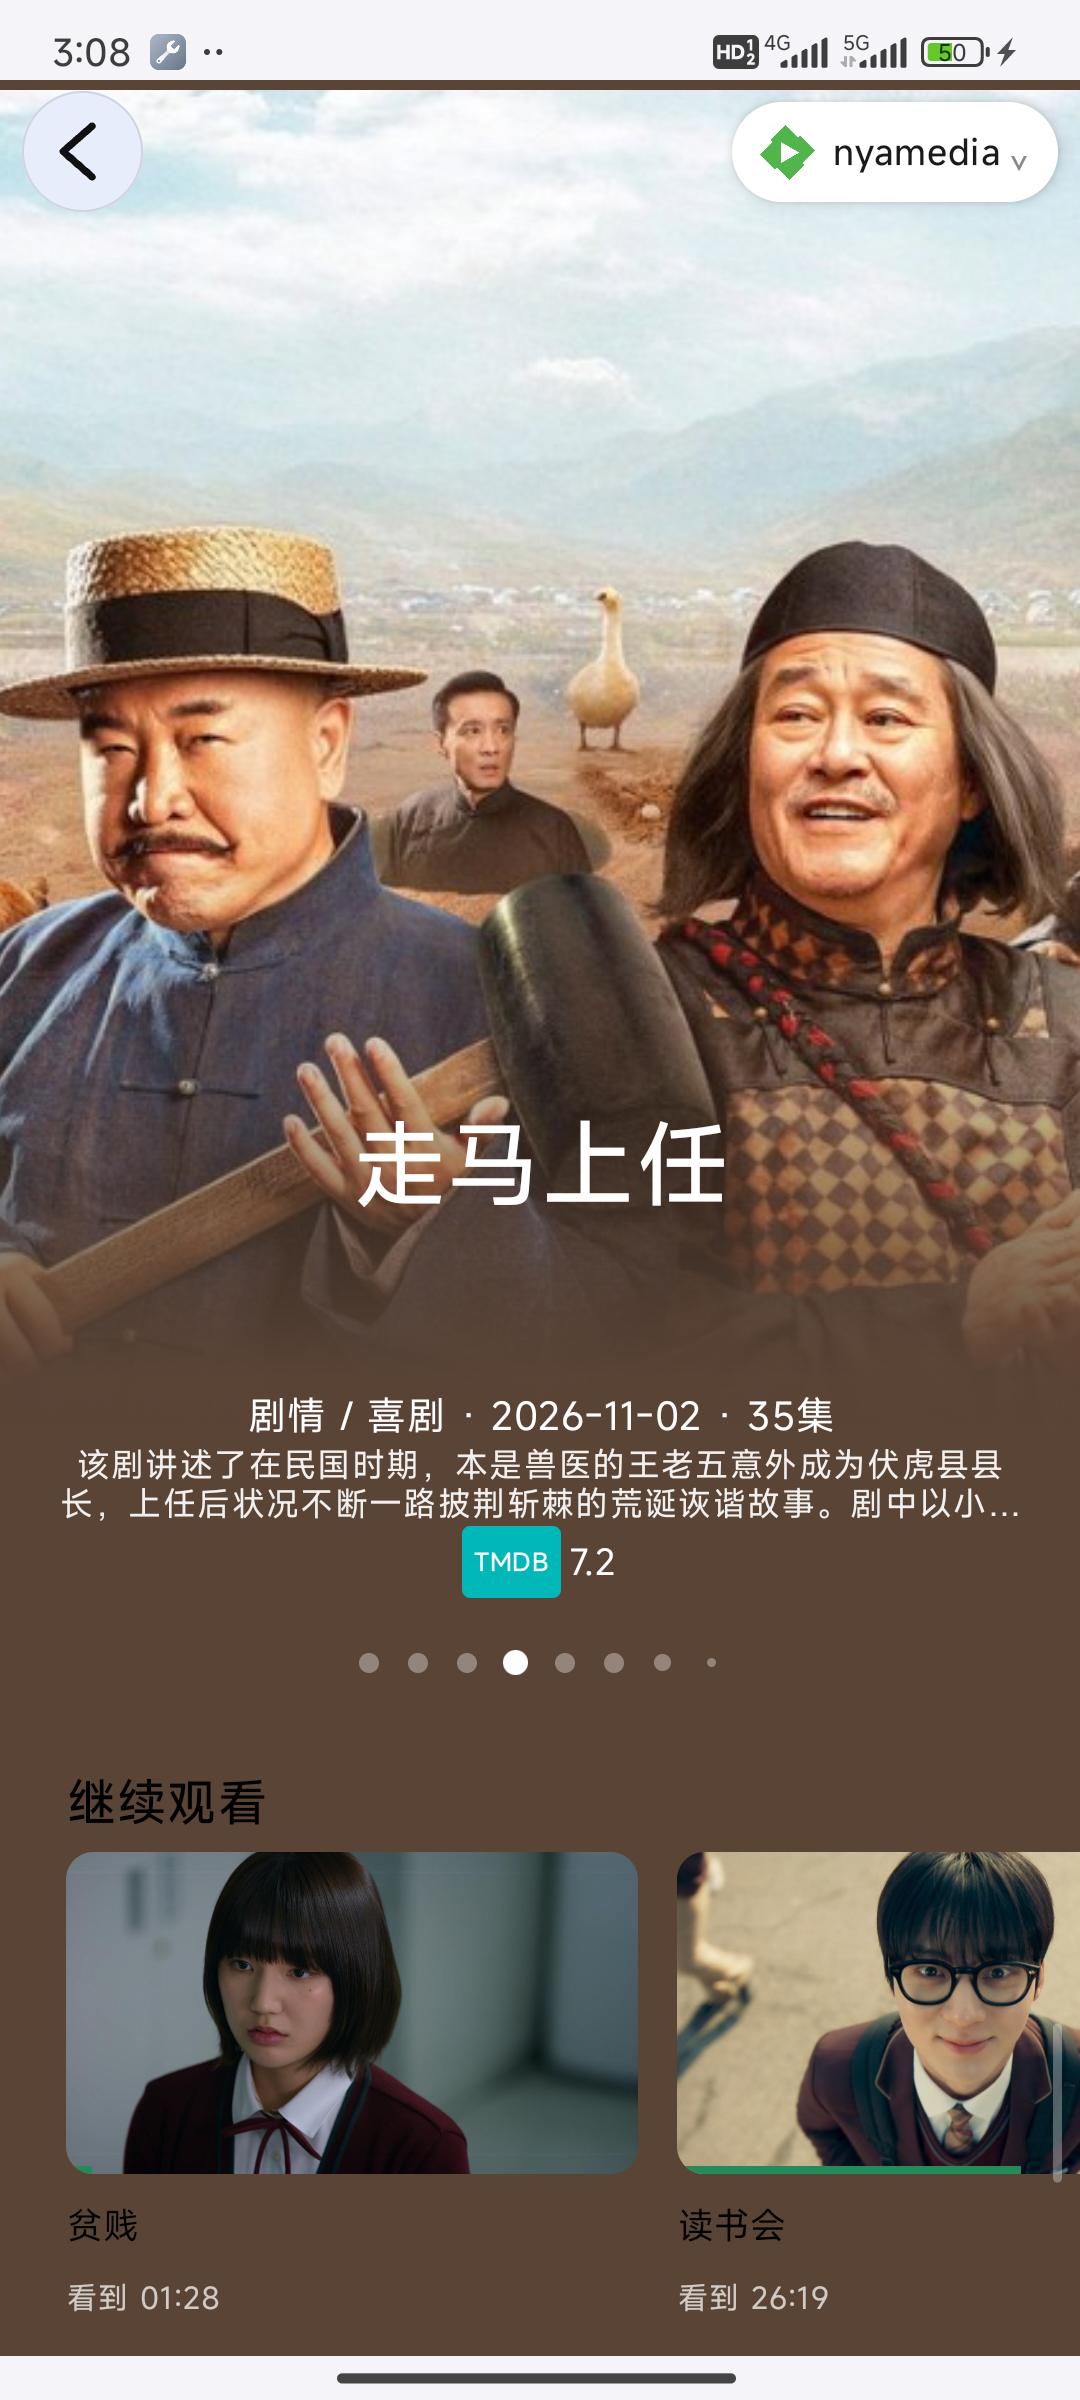 3:08
HD 1 2 4G 5G 50
nyamedia
走马上任
剧情 / 喜剧 · 2026-11-02 · 35集
该剧讲述了在民国时期，本是兽医的王老五意外成为伏虎县县
长，上任后状况不断一路披荆斩棘的荒诞诙谐故事。剧中以小...
TMDB 7.2
继续观看
贫贱
读书会
看到 01:28
看到 26:19